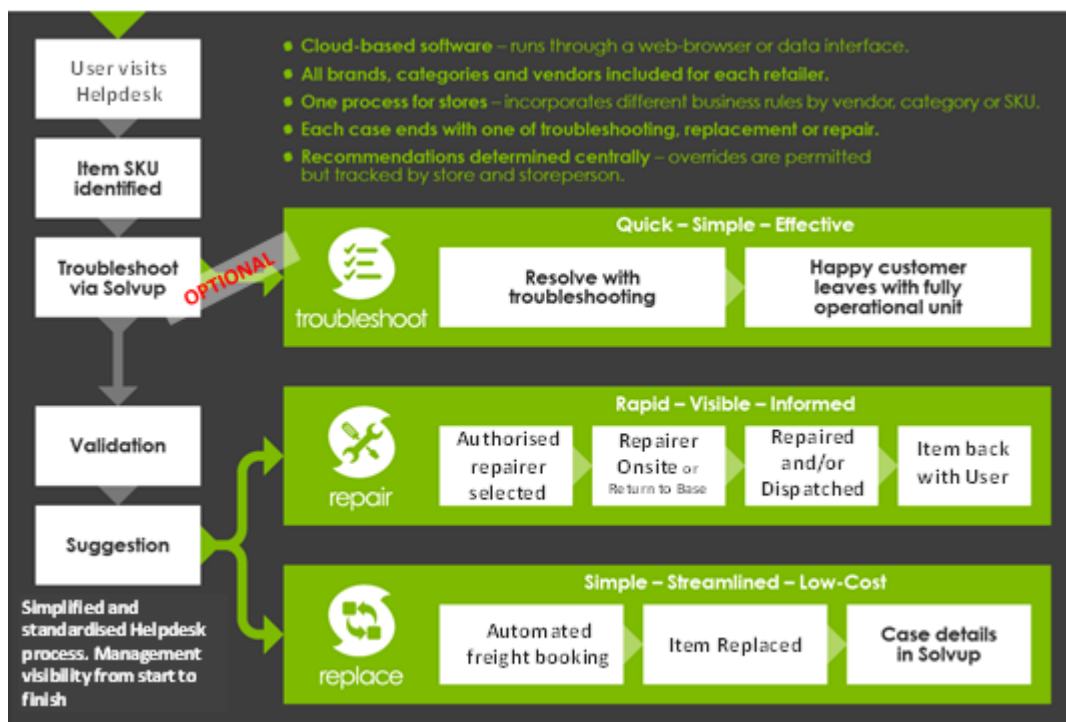 User visits
Helpdesk
Item SKU
identified
Troubleshoot
via Solvup
Validation
Suggestion
Simplified and
standardised Helpdesk
process. Management
visibility from start to
finish
• Cloud-based software – runs through a web-browser or data interface.
• All brands, categories and vendors included for each retailer.
• One process for stores – incorporates different business rules by vendor, category or SKU.
• Each case ends with one of troubleshooting, replacement or repair.
• Recommendations determined centrally – overrides are permitted
but tracked by store and storeperson.
OPTIONAL
troubleshoot
Quick – Simple – Effective
Resolve with
troubleshooting
Happy customer
leaves with fully
operational unit
repair
Rapid – Visible – Informed
Authorised
repairer
selected
Repairer
Onsite or
Return to Base
Repaired
and/or
Dispatched
Item back
with User
replace
Simple – Streamlined – Low-Cost
Automated
freight booking
Item Replaced
Case details
in Solvup